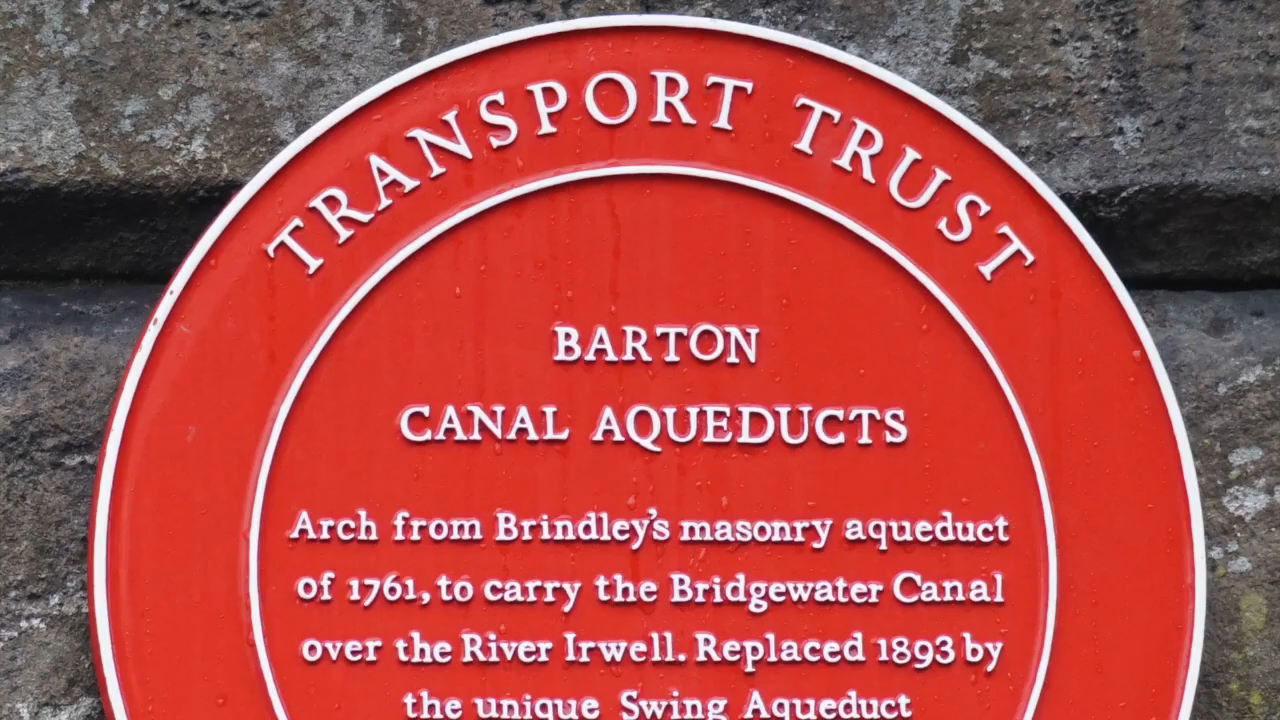 TRANSPORT TRUST
BARTON
CANAL AQUEDUCTS
Arch from Brindley's masonry aqueduct
of 1761, to carry the Bridgewater Canal
over the River Irwell. Replaced 1893 by
the unique Swing Aqueduct